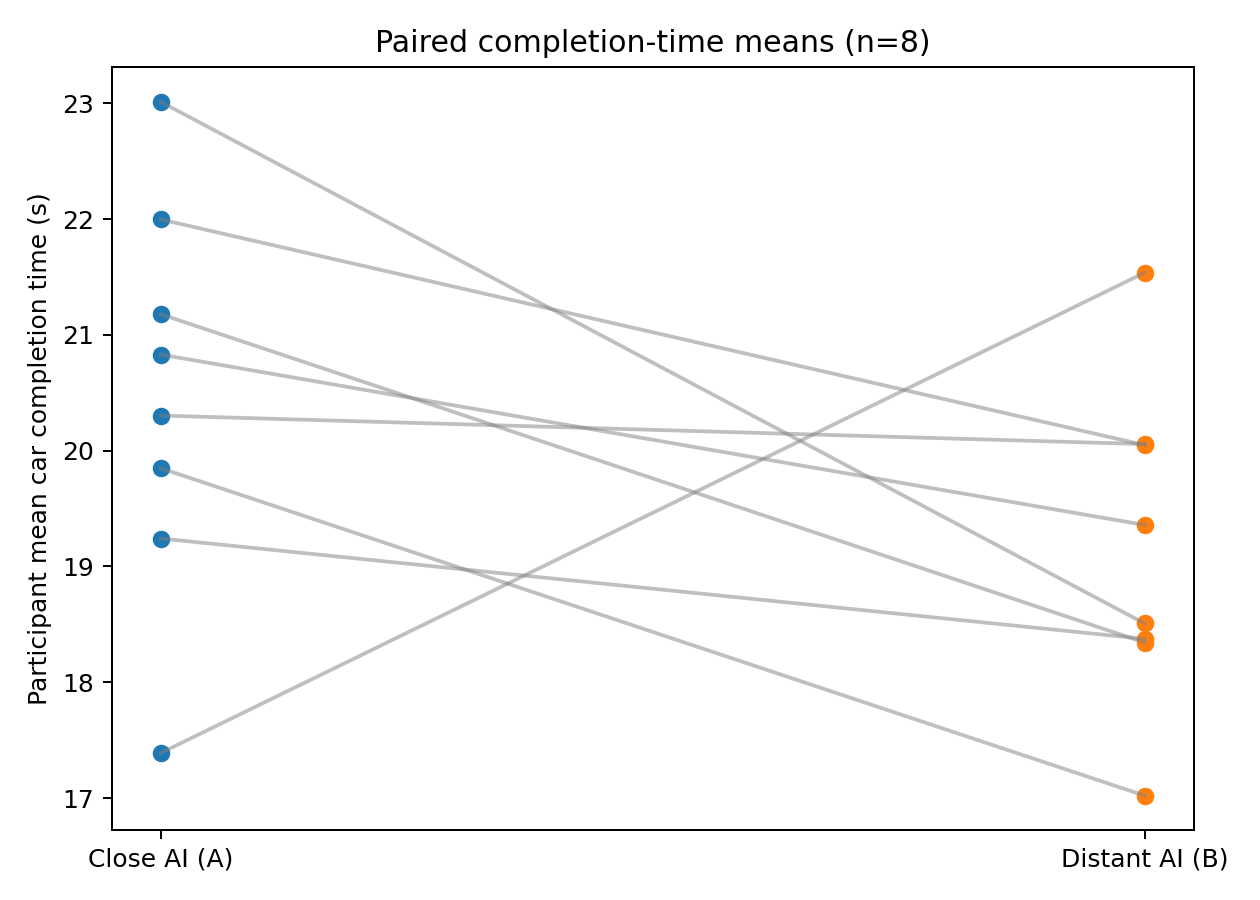 Paired completion-time means (n=8)
Participant mean car completion time (s)
23
22
21
20
19
18
17
Close AI (A)
Distant AI (B)